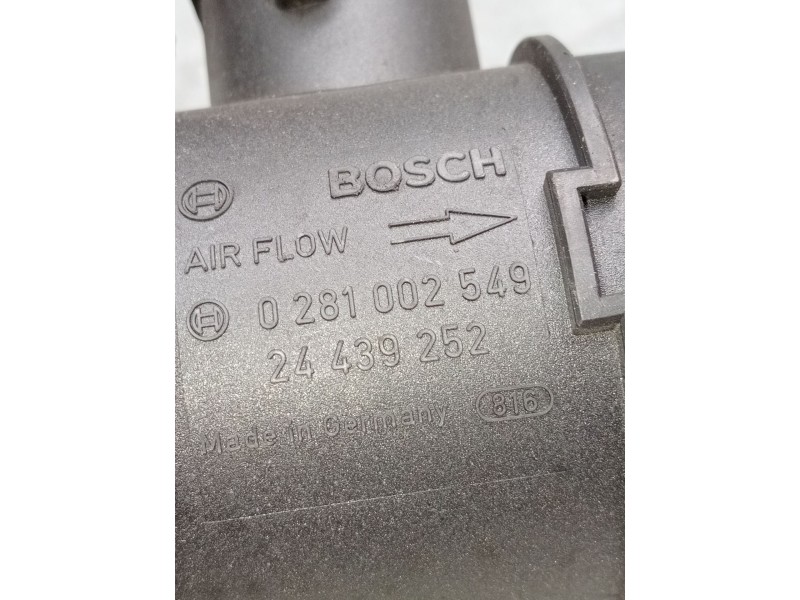 BOSCH
AIR FLOW
0 281 002 549
24 439 252
Made in Germany 816